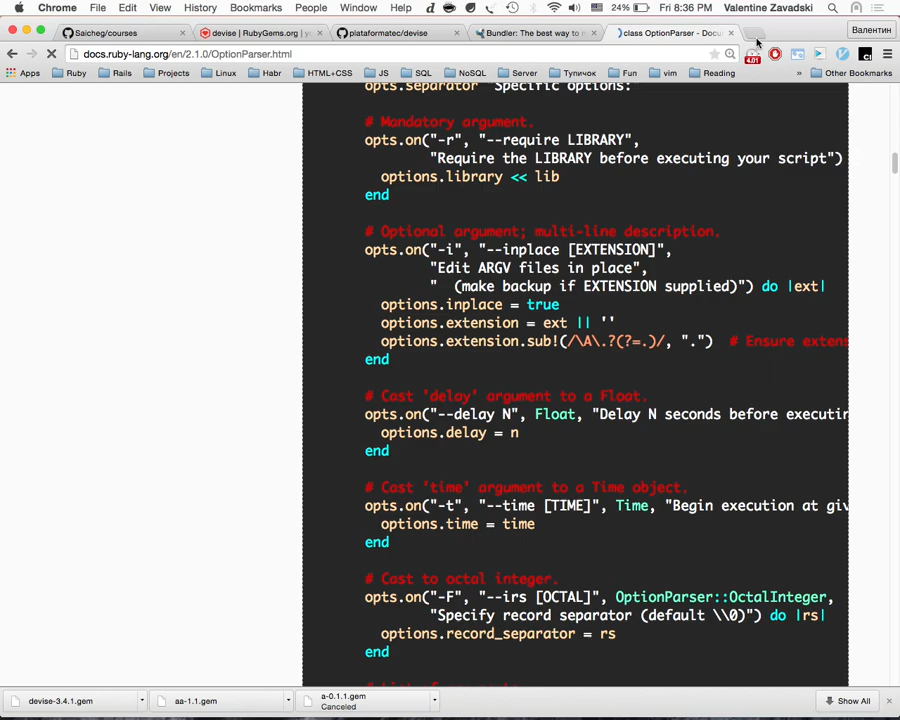 Chrome File Edit View History Bookmarks People Window Help 24% Fri 8:36 PM Valentine Zavadski
Saicheg/courses devise | RubyGems.org | y plataformatec/devise Bundler: The best way to m class OptionParser - Docu Валентин
docs.ruby-lang.org/en/2.1.0/OptionParser.html 4.01
Apps Ruby Rails Projects Linux Habr HTML+CSS JS SQL NoSQL Server Тупичок Fun vim Reading » Other Bookmarks
opts.separator "Specific options:"
# Mandatory argument.
opts.on("-r", "--require LIBRARY",
"Require the LIBRARY before executing your script")
options.library << lib
end
# Optional argument; multi-line description.
opts.on("-i", "--inplace [EXTENSION]",
"Edit ARGV files in place",
"  (make backup if EXTENSION supplied)") do |ext|
options.inplace = true
options.extension = ext || ''
options.extension.sub!(/\A\.?(?=.)/, ".")  # Ensure extens
end
# Cast 'delay' argument to a Float.
opts.on("--delay N", Float, "Delay N seconds before executin
options.delay = n
end
# Cast 'time' argument to a Time object.
opts.on("-t", "--time [TIME]", Time, "Begin execution at giv
options.time = time
end
# Cast to octal integer.
opts.on("-F", "--irs [OCTAL]", OptionParser::OctalInteger,
"Specify record separator (default \\0)") do |rs|
options.record_separator = rs
end
devise-3.4.1.gem aa-1.1.gem a-0.1.1.gem Show All
Canceled